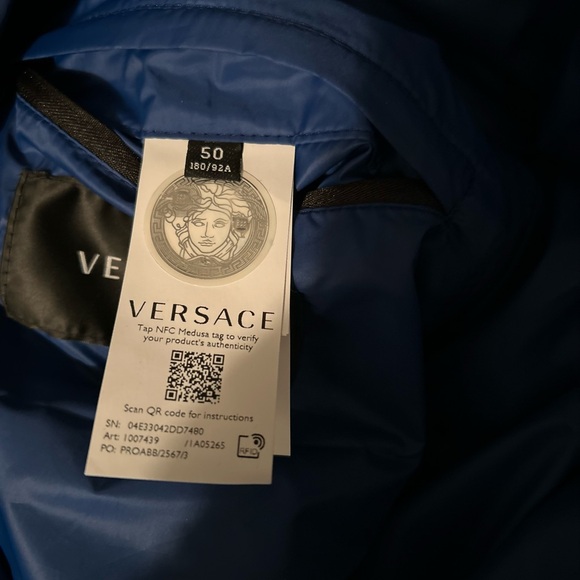 50
180/92A
VE
VERSACE
Tap NFC Medusa tag to verify
your product's authenticity
Scan QR code for instructions
SN: 04E33042DD7480
Art: 1007439 /1A05265
PO: PROABB/2567/3
RFID